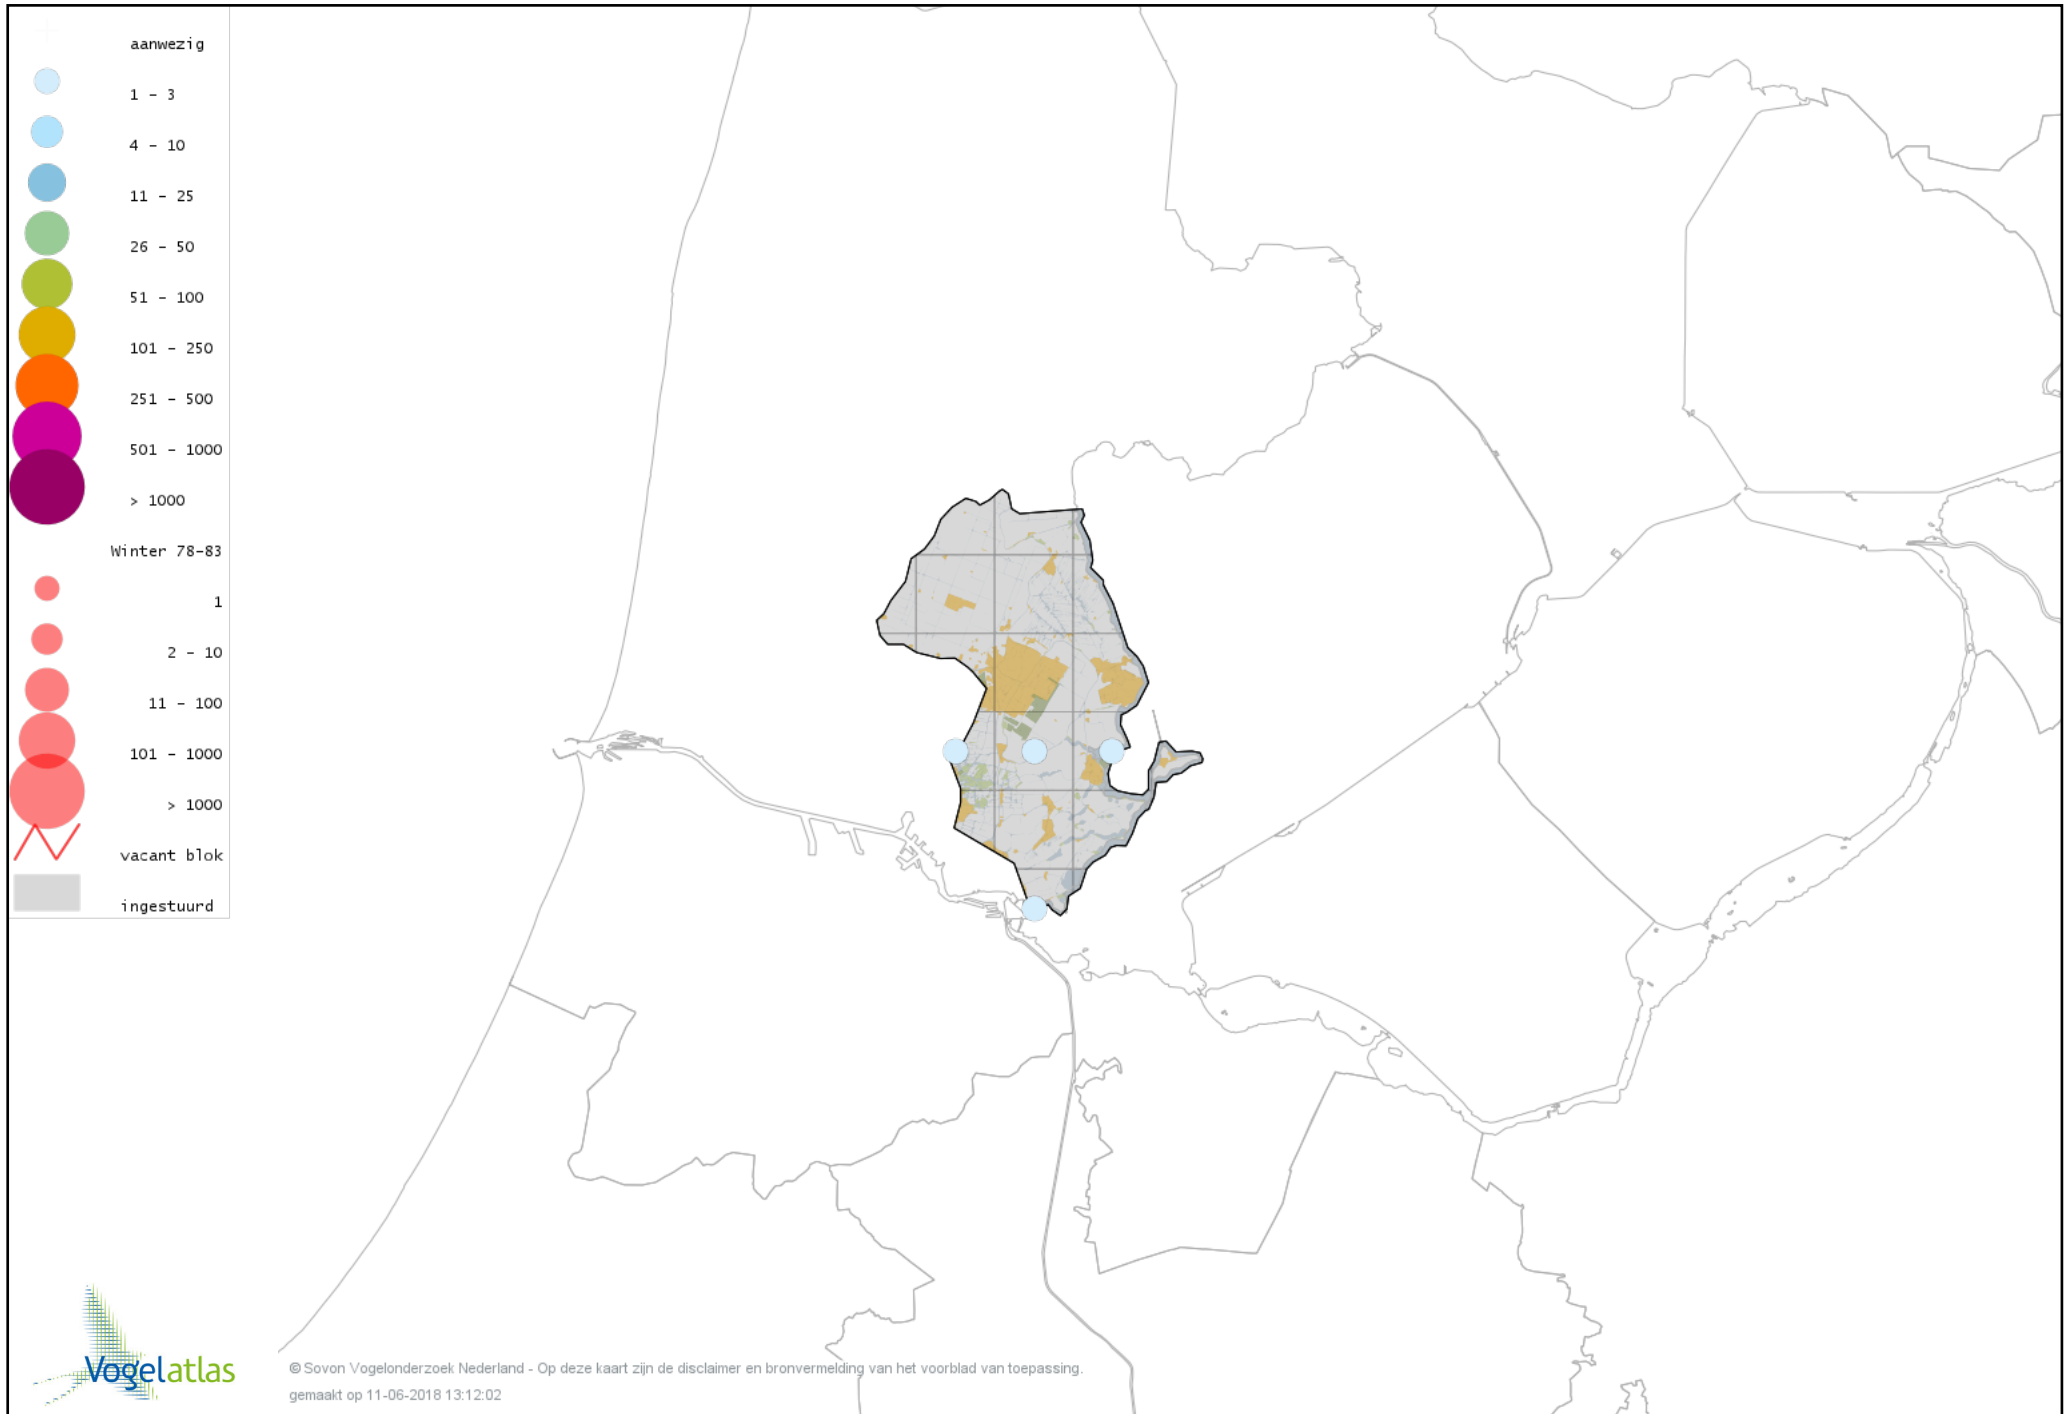 aanwezig
1 - 3
4 - 10
11 - 25
26 - 50
51 - 100
101 - 250
251 - 500
501 - 1000
> 1000
Winter 78-83
1
2 - 10
11 - 100
101 - 1000
> 1000
vacant blok
ingestuurd
Vogelatlas
© Sovon Vogelonderzoek Nederland - Op deze kaart zijn de disclaimer en bronvermelding van het voorblad van toepassing.
gemaakt op 11-06-2018 13:12:02